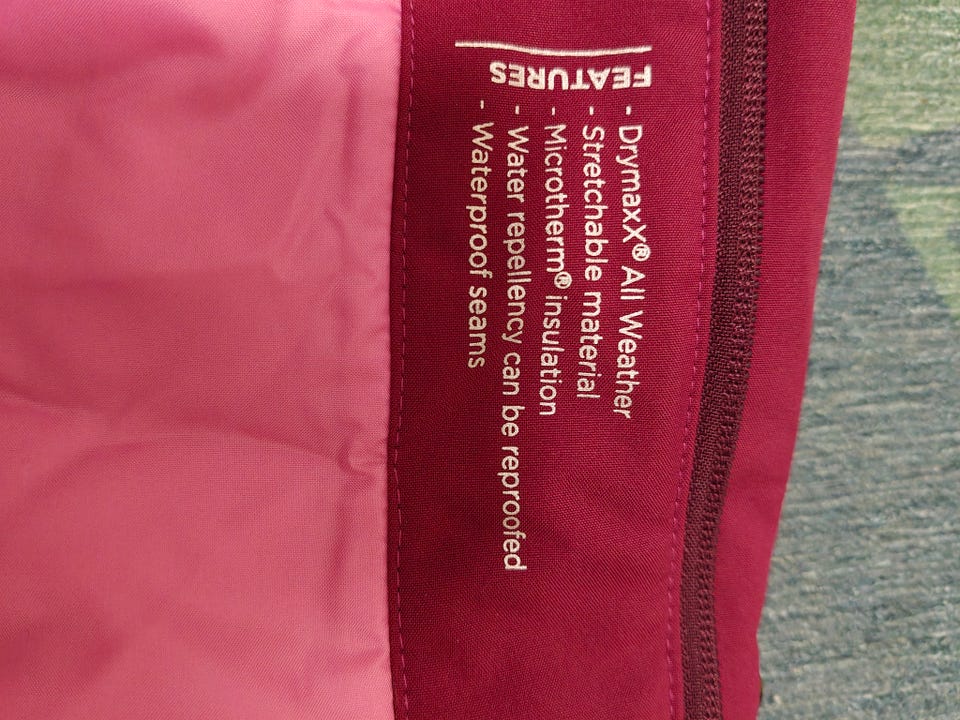 FEATURES
- DrymaxX® All Weather
- Stretchable material
- Microtherm® insulation
- Water repellency can be reproofed
- Waterproof seams